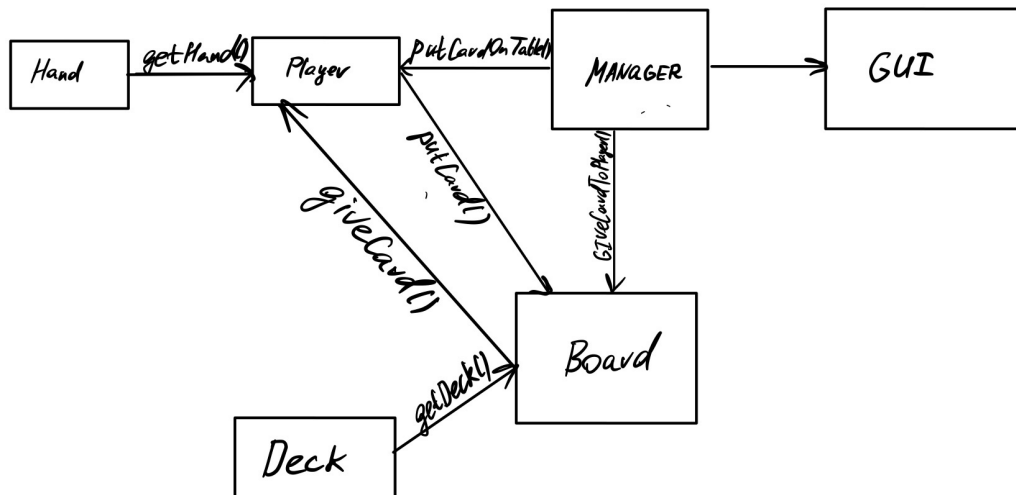 Hand
getHand()
Player
PutCardOnTable()
MANAGER
GUI
putCard()
GIveCardToPlayer()
giveCard()
Board
getDeck()
Deck